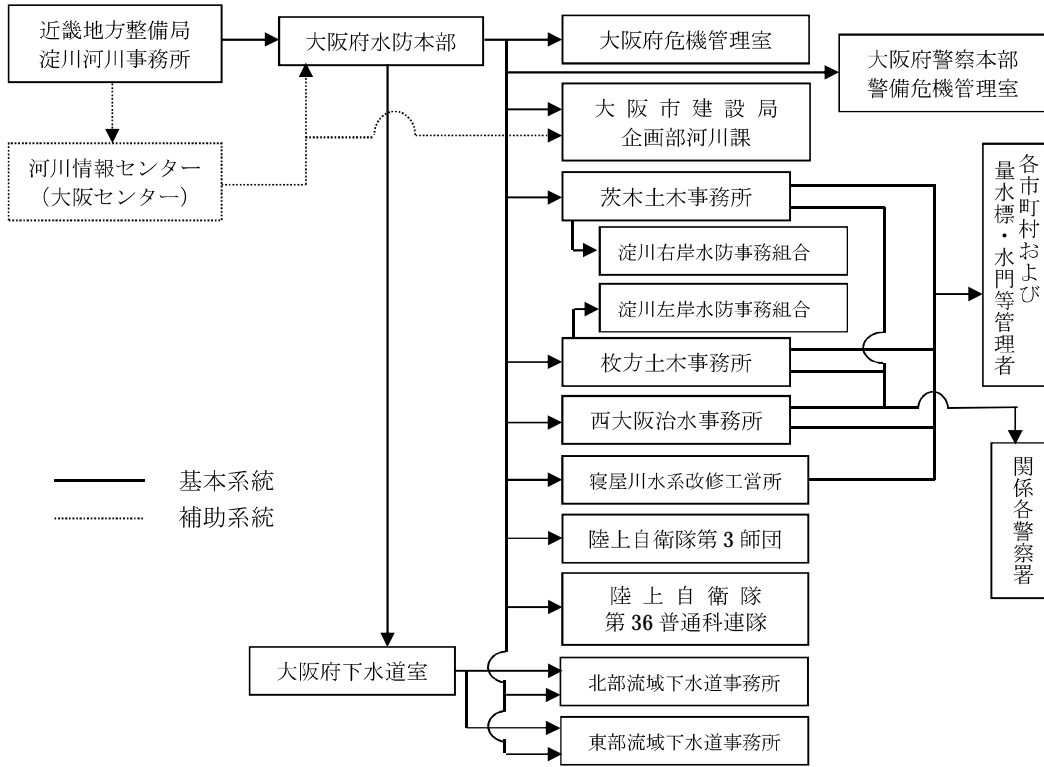 近畿地方整備局
淀川河川事務所
大阪府水防本部
大阪府危機管理室
大阪府警察本部
警備危機管理室
大阪市建設局
企画部河川課
河川情報センター
（大阪センター）
茨木土木事務所
淀川右岸水防事務組合
淀川左岸水防事務組合
枚方土木事務所
西大阪治水事務所
寝屋川水系改修工営所
陸上自衛隊第3師団
陸上自衛隊
第36普通科連隊
各市町村および
量水標・水門等管理者
関係各警察署
基本系統
補助系統
大阪府下水道室
北部流域下水道事務所
東部流域下水道事務所